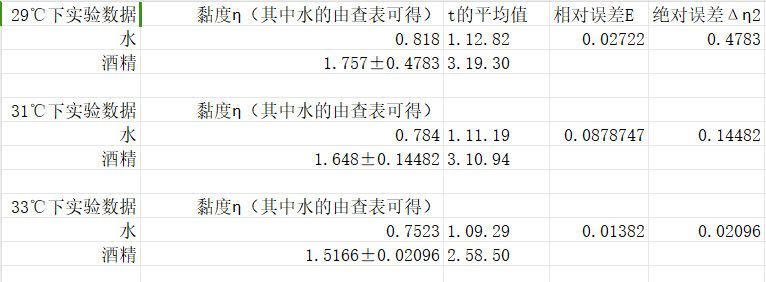 29℃下实验数据 黏度η（其中水的由查表可得） t的平均值 相对误差E 绝对误差Δη2
水 0.818 1.12.82 0.02722 0.4783
酒精 1.757±0.4783 3.19.30
31℃下实验数据 黏度η（其中水的由查表可得）
水 0.784 1.11.19 0.0878747 0.14482
酒精 1.648±0.14482 3.10.94
33℃下实验数据 黏度η（其中水的由查表可得）
水 0.7523 1.09.29 0.01382 0.02096
酒精 1.5166±0.02096 2.58.50